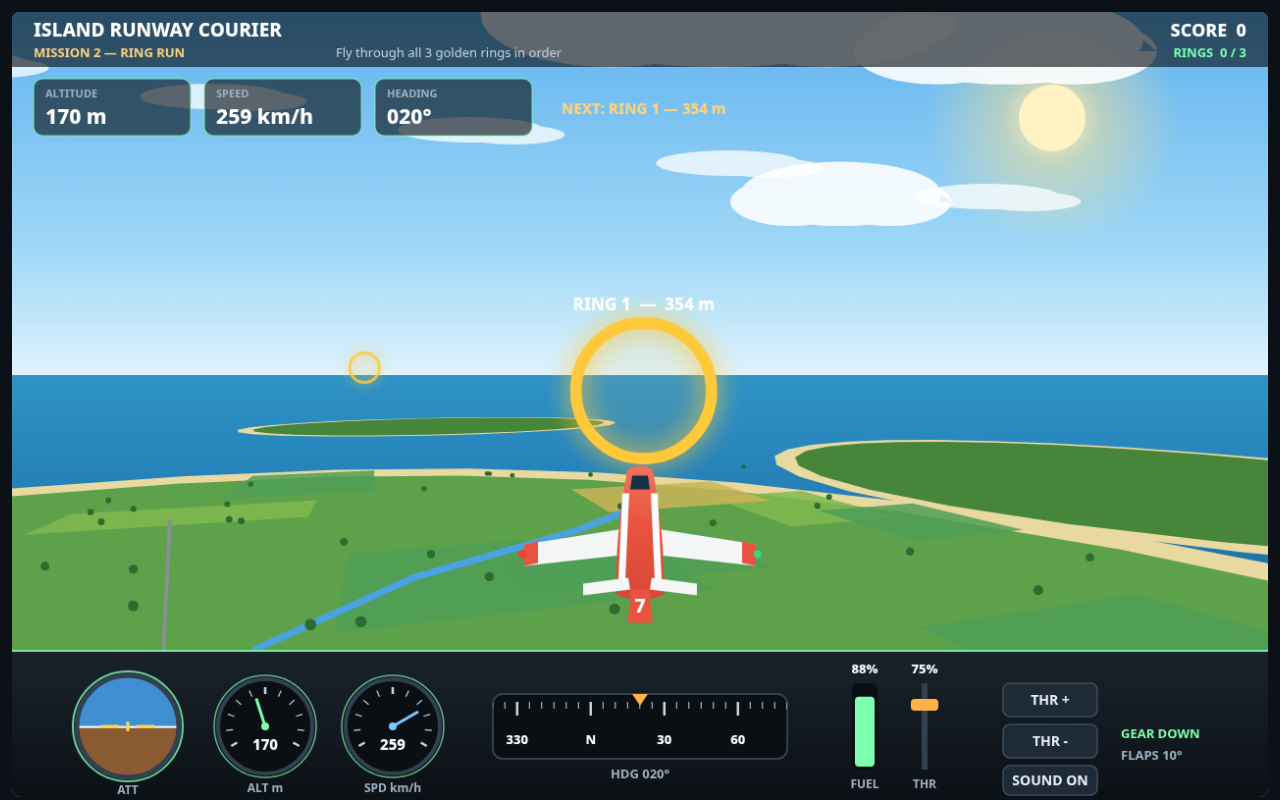 ISLAND RUNWAY COURIER
SCORE 0
MISSION 2 — RING RUN
Fly through all 3 golden rings in order
RINGS 0 / 3
ALTITUDE
170 m
SPEED
259 km/h
HEADING
020°
NEXT: RING 1 — 354 m
RING 1 — 354 m
7
88%
75%
THR +
THR -
SOUND ON
GEAR DOWN
FLAPS 10°
170
259
330 N 30 60
HDG 020°
ATT
ALT m
SPD km/h
FUEL
THR